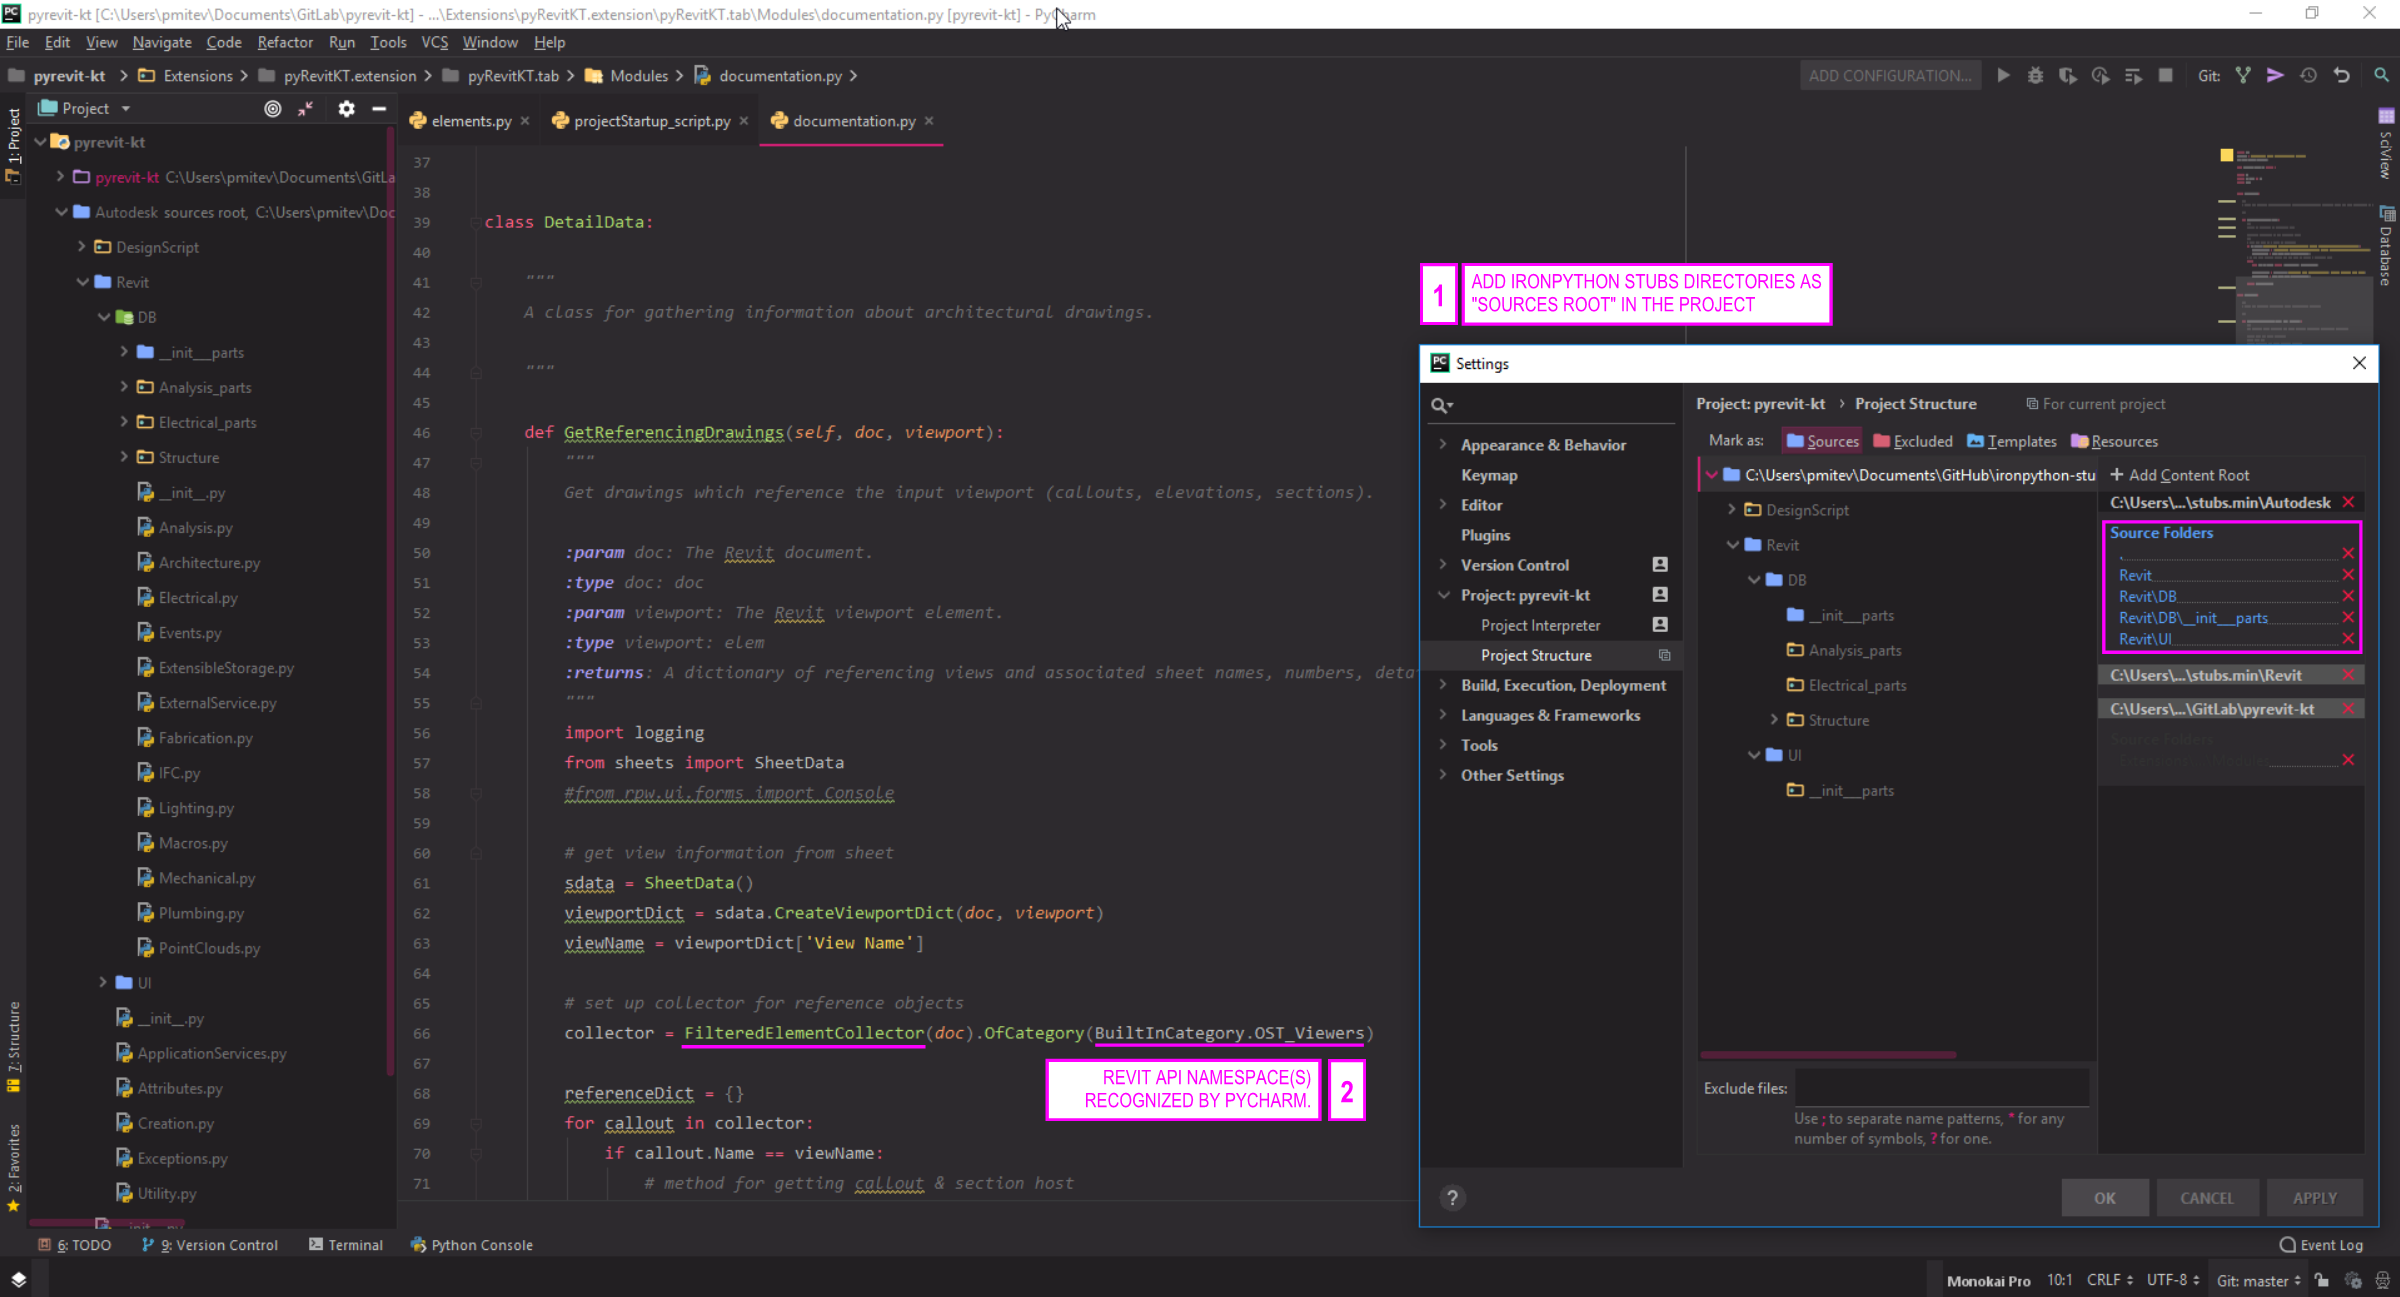 pyrevit-kt [C:\Users\pmitev\Documents\GitLab\pyrevit-kt] - ...\Extensions\pyRevitKT.extension\pyRevitKT.tab\Modules\documentation.py [pyrevit-kt] - PyCharm
File Edit View Navigate Code Refactor Run Tools VCS Window Help
pyrevit-kt Extensions pyRevitKT.extension pyRevitKT.tab Modules documentation.py
ADD CONFIGURATION... Git:
Project
elements.py projectStartup_script.py documentation.py
1: Project
7: Structure
2: Favorites
SciView
Database
pyrevit-kt
pyrevit-kt C:\Users\pmitev\Documents\GitLa
Autodesk sources root, C:\Users\pmitev\Doc
DesignScript
Revit
DB
__init___parts
Analysis_parts
Electrical_parts
Structure
__init__.py
Analysis.py
Architecture.py
Electrical.py
Events.py
ExtensibleStorage.py
ExternalService.py
Fabrication.py
IFC.py
Lighting.py
Macros.py
Mechanical.py
Plumbing.py
PointClouds.py
UI
__init__.py
ApplicationServices.py
Attributes.py
Creation.py
Exceptions.py
Utility.py
__init__.py
37
38
39 class DetailData:
40
41 """
42 A class for gathering information about architectural drawings.
43
44 """
45
46 def GetReferencingDrawings(self, doc, viewport):
47 """
48 Get drawings which reference the input viewport (callouts, elevations, sections).
49
50 :param doc: The Revit document.
51 :type doc: doc
52 :param viewport: The Revit viewport element.
53 :type viewport: elem
54 :returns: A dictionary of referencing views and associated sheet names, numbers, deta
55 """
56 import logging
57 from sheets import SheetData
58 #from rpw.ui.forms import Console
59
60 # get view information from sheet
61 sdata = SheetData()
62 viewportDict = sdata.CreateViewportDict(doc, viewport)
63 viewName = viewportDict['View Name']
64
65 # set up collector for reference objects
66 collector = FilteredElementCollector(doc).OfCategory(BuiltInCategory.OST_Viewers)
67
68 referenceDict = {}
69 for callout in collector:
70 if callout.Name == viewName:
71 # method for getting callout & section host
REVIT API NAMESPACE(S)
RECOGNIZED BY PYCHARM.
2
1
ADD IRONPYTHON STUBS DIRECTORIES AS
"SOURCES ROOT" IN THE PROJECT
PC Settings
Appearance & Behavior
Keymap
Editor
Plugins
Version Control
Project: pyrevit-kt
Project Interpreter
Project Structure
Build, Execution, Deployment
Languages & Frameworks
Tools
Other Settings
Project: pyrevit-kt › Project Structure For current project
Mark as: Sources Excluded Templates Resources
C:\Users\pmitev\Documents\GitHub\ironpython-stu
DesignScript
Revit
DB
__init___parts
Analysis_parts
Electrical_parts
Structure
UI
__init___parts
+ Add Content Root
C:\Users\...\stubs.min\Autodesk
Source Folders
.
Revit
Revit\DB
Revit\DB\__init___parts
Revit\UI
C:\Users\...\stubs.min\Revit
C:\Users\...\GitLab\pyrevit-kt
Source Folders
Exclude files:
Use ; to separate name patterns, * for any
number of symbols, ? for one.
?
OK CANCEL APPLY
6: TODO 9: Version Control Terminal Python Console Event Log
Monokai Pro 10:1 CRLF UTF-8 Git: master